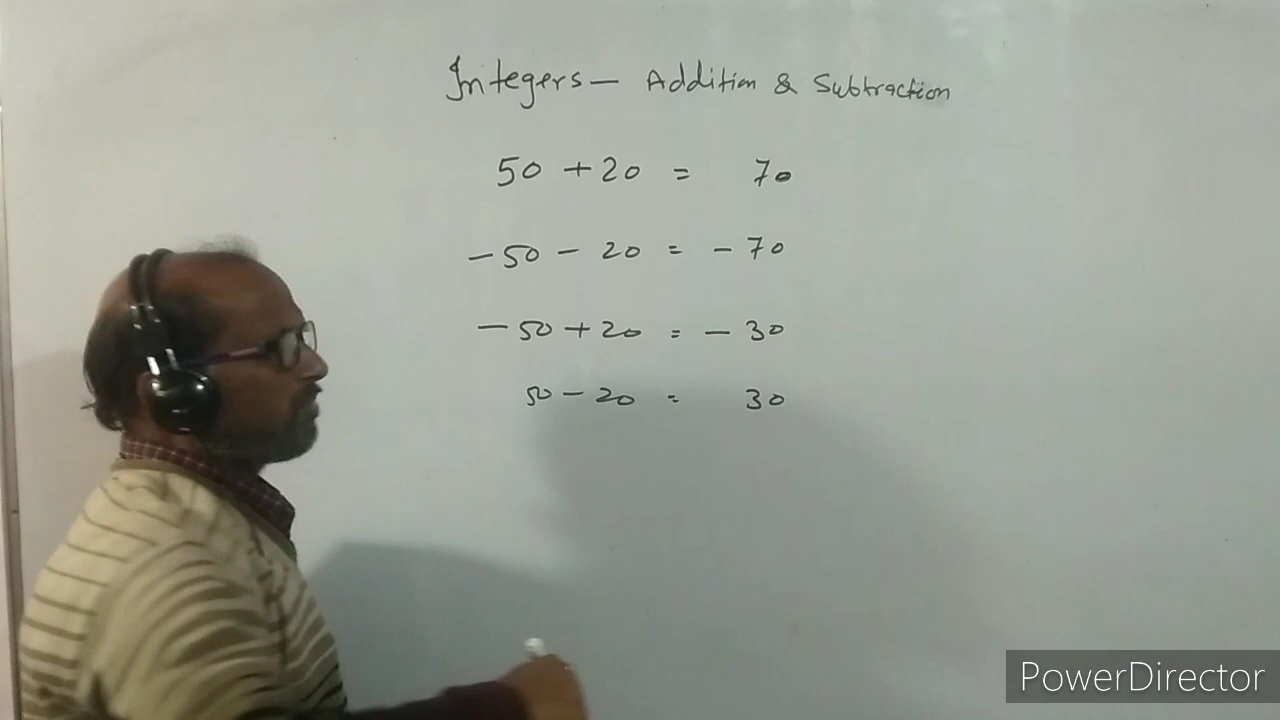 Integers — Addition & Subtraction
50 + 20 = 70
- 50 - 20 = - 70
- 50 + 20 = - 30
50 - 20 = 30
PowerDirector